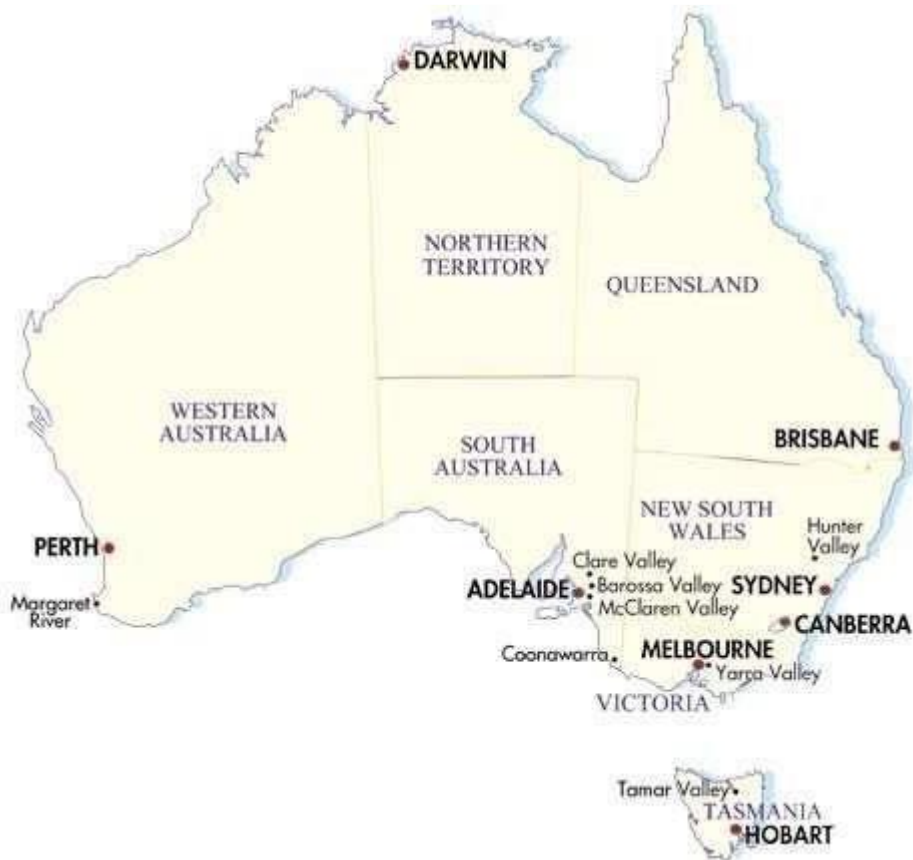 DARWIN
NORTHERN
TERRITORY
QUEENSLAND
WESTERN
AUSTRALIA
SOUTH
AUSTRALIA
BRISBANE
NEW SOUTH
WALES
Hunter
Valley
PERTH
Clare Valley
ADELAIDE
Barossa Valley
SYDNEY
Margaret
River
McClaren Valley
CANBERRA
Coonawarra
MELBOURNE
Yarra Valley
VICTORIA
Tamar Valley
TASMANIA
HOBART